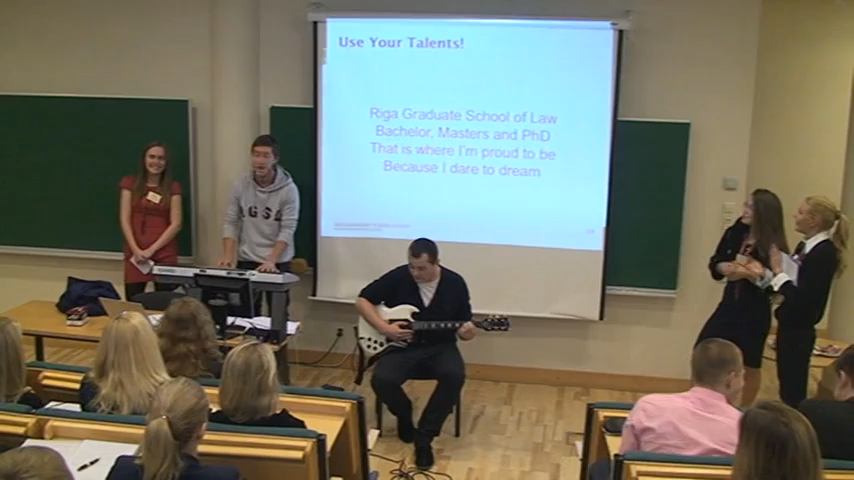 Use Your Talents!
Riga Graduate School of Law
Bachelor, Masters and PhD
That is where I'm proud to be
Because I dare to dream
RGSL